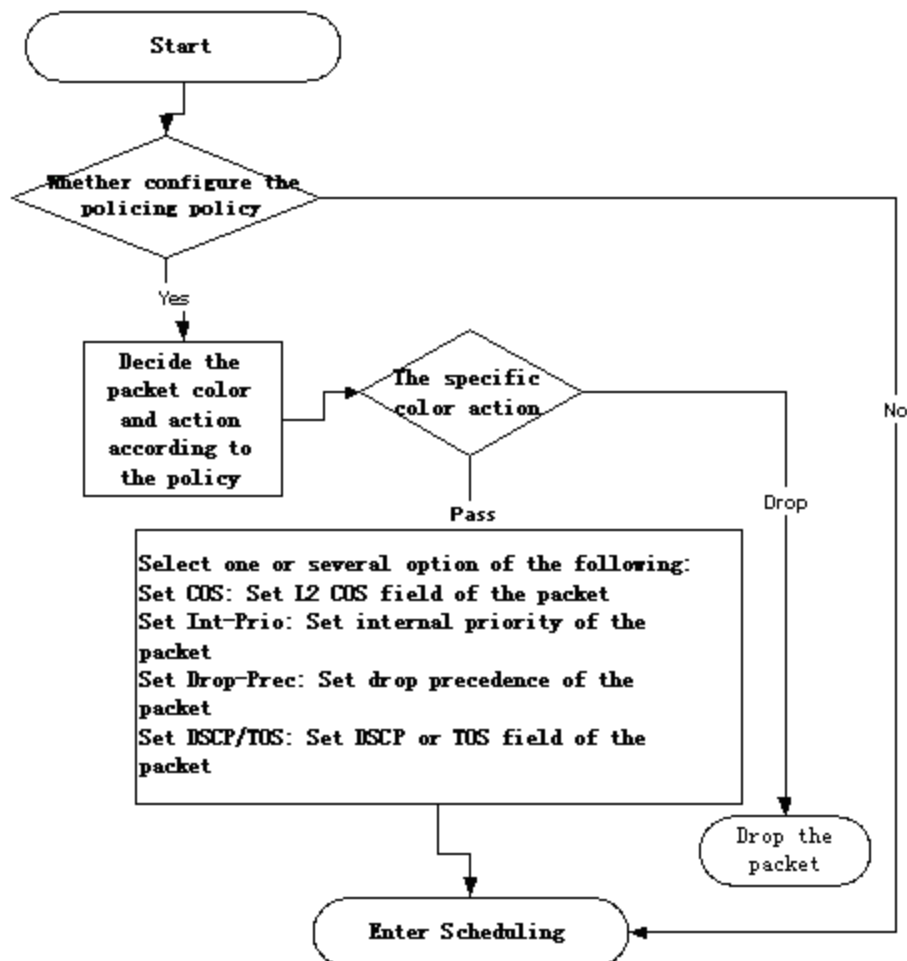 Start
Whether configure the
policing policy
Yes
No
Decide the
packet color
and action
according to
the policy
The specific
color action
Drop
Pass
Select one or several option of the following:
Set COS: Set L2 COS field of the packet
Set Int-Prio: Set internal priority of the
packet
Set Drop-Prec: Set drop precedence of the
packet
Set DSCP/TOS: Set DSCP or TOS field of the
packet
Drop the
packet
Enter Scheduling